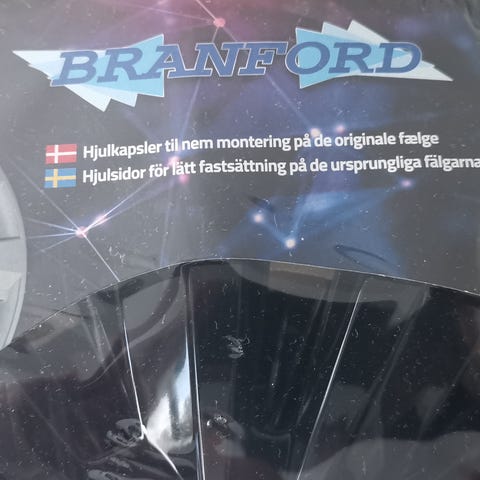 BRANFORD
Hjulkapsler til nem montering på de originale fælge
Hjulsidor för lätt fastsättning på de ursprungliga fälgarna